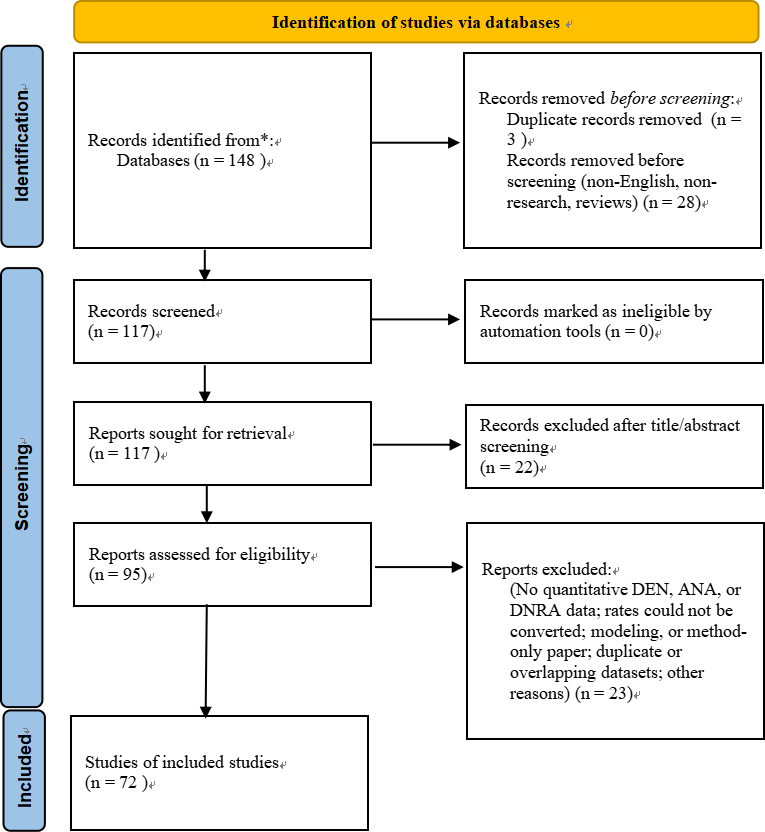 Identification of studies via databases
Identification
Records identified from*:
Databases (n = 148 )
Records removed before screening:
Duplicate records removed (n =
3 )
Records removed before
screening (non-English, non-
research, reviews) (n = 28)
Screening
Records screened
(n = 117)
Records marked as ineligible by
automation tools (n = 0)
Reports sought for retrieval
(n = 117 )
Records excluded after title/abstract
screening
(n = 22)
Reports assessed for eligibility
(n = 95)
Reports excluded:
(No quantitative DEN, ANA, or
DNRA data; rates could not be
converted; modeling, or method-
only paper; duplicate or
overlapping datasets; other
reasons) (n = 23)
Included
Studies of included studies
(n = 72 )